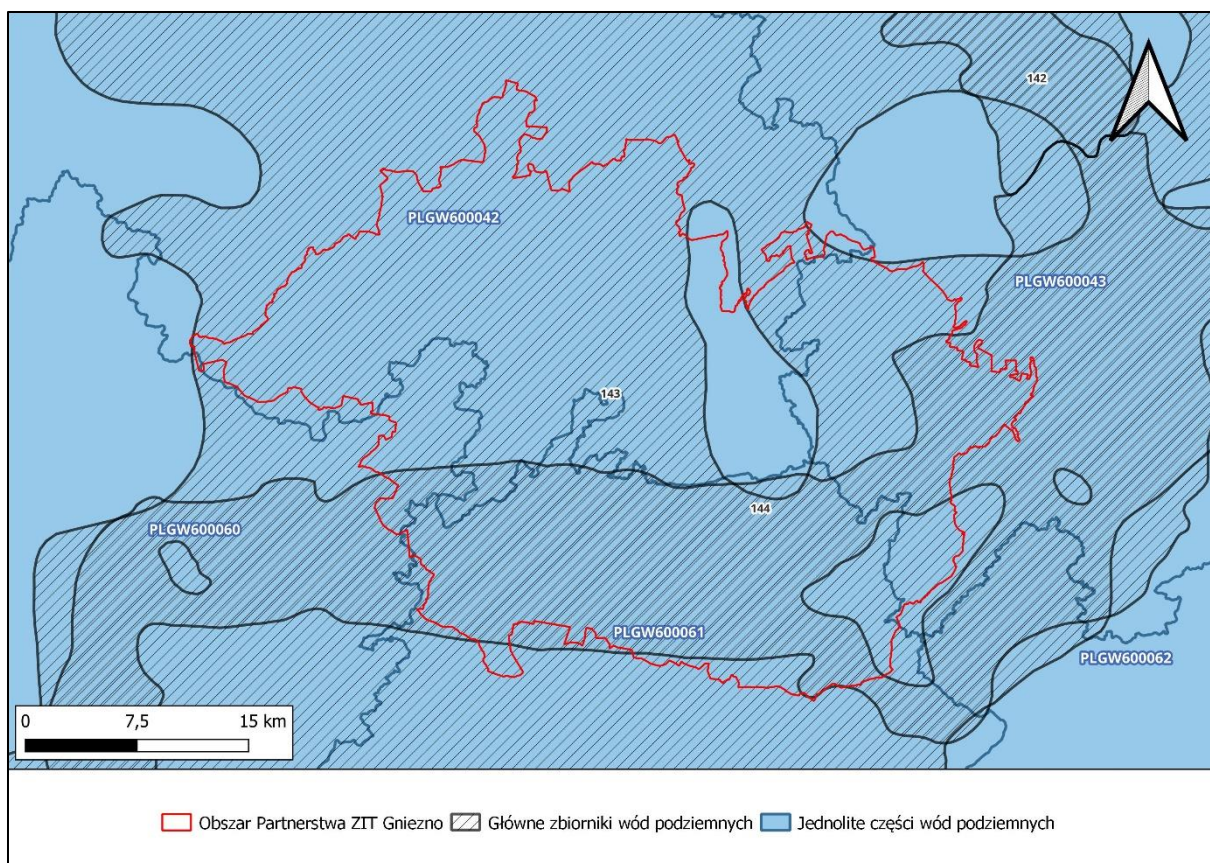 142
PLGW600042
PLGW600043
143
144
PLGW600060
PLGW600061
PLGW600062
0 7,5 15 km
Obszar Partnerstwa ZIT Gniezno Główne zbiorniki wód podziemnych Jednolite części wód podziemnych